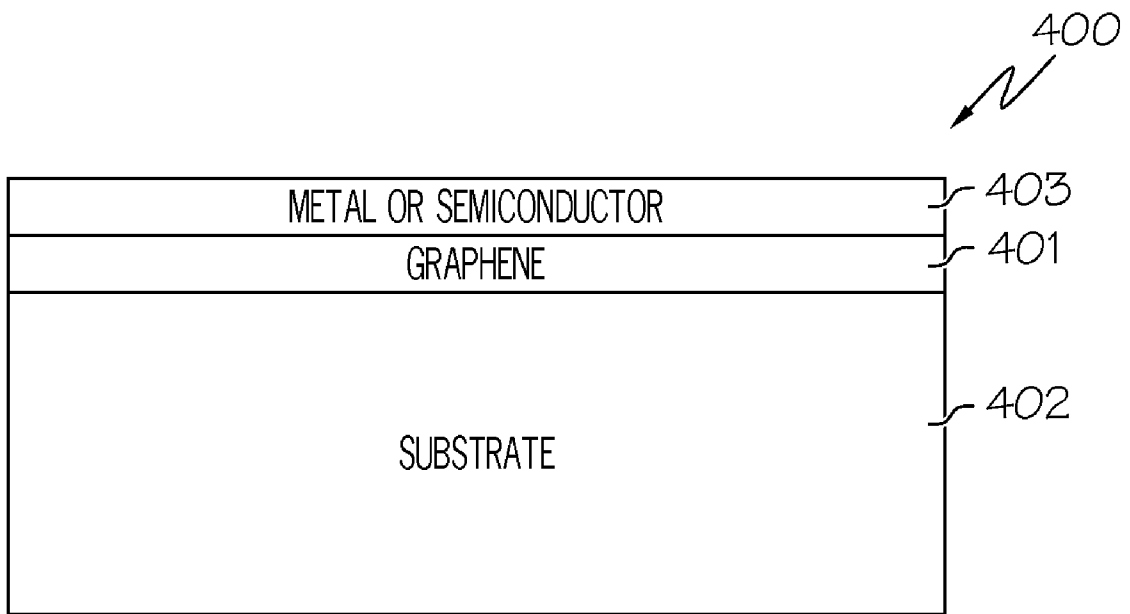 400
METAL OR SEMICONDUCTOR
403
GRAPHENE
401
402
SUBSTRATE